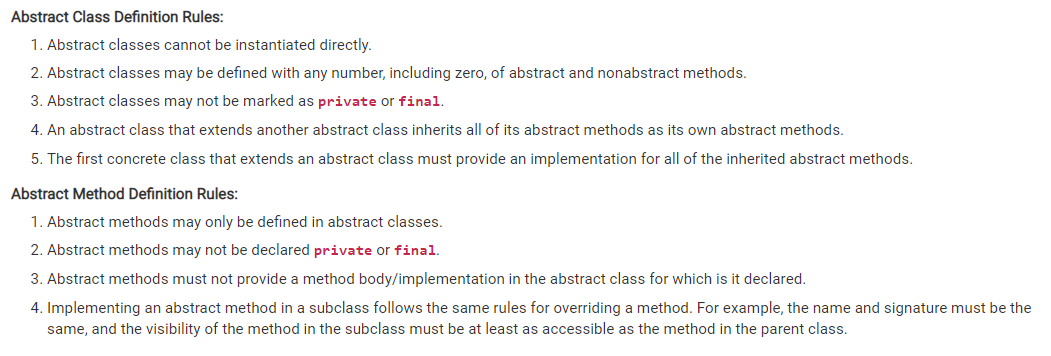 Abstract Class Definition Rules:
1. Abstract classes cannot be instantiated directly.
2. Abstract classes may be defined with any number, including zero, of abstract and nonabstract methods.
3. Abstract classes may not be marked as private or final.
4. An abstract class that extends another abstract class inherits all of its abstract methods as its own abstract methods.
5. The first concrete class that extends an abstract class must provide an implementation for all of the inherited abstract methods.
Abstract Method Definition Rules:
1. Abstract methods may only be defined in abstract classes.
2. Abstract methods may not be declared private or final.
3. Abstract methods must not provide a method body/implementation in the abstract class for which is it declared.
4. Implementing an abstract method in a subclass follows the same rules for overriding a method. For example, the name and signature must be the
same, and the visibility of the method in the subclass must be at least as accessible as the method in the parent class.